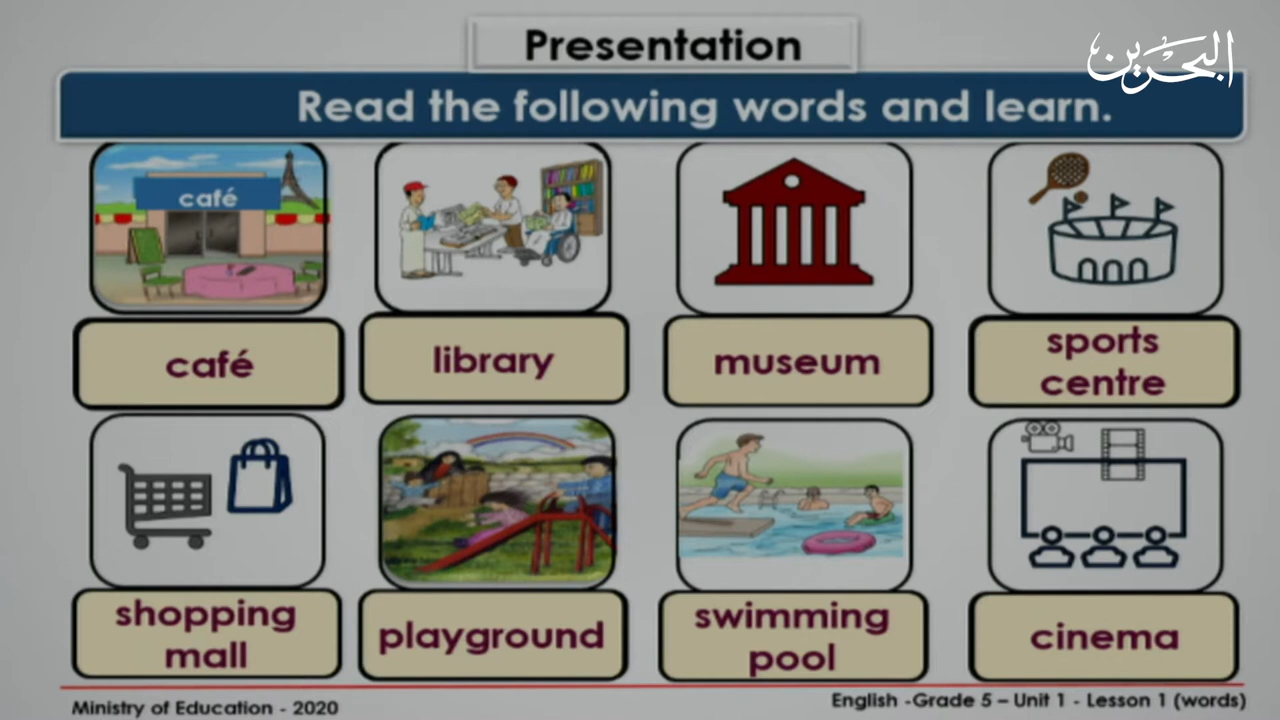 Presentation
البحرين
Read the following words and learn.
café
café
library
museum
sports
centre
shopping
mall
playground
swimming
pool
cinema
Ministry of Education - 2020
English -Grade 5 – Unit 1 - Lesson 1 (words)